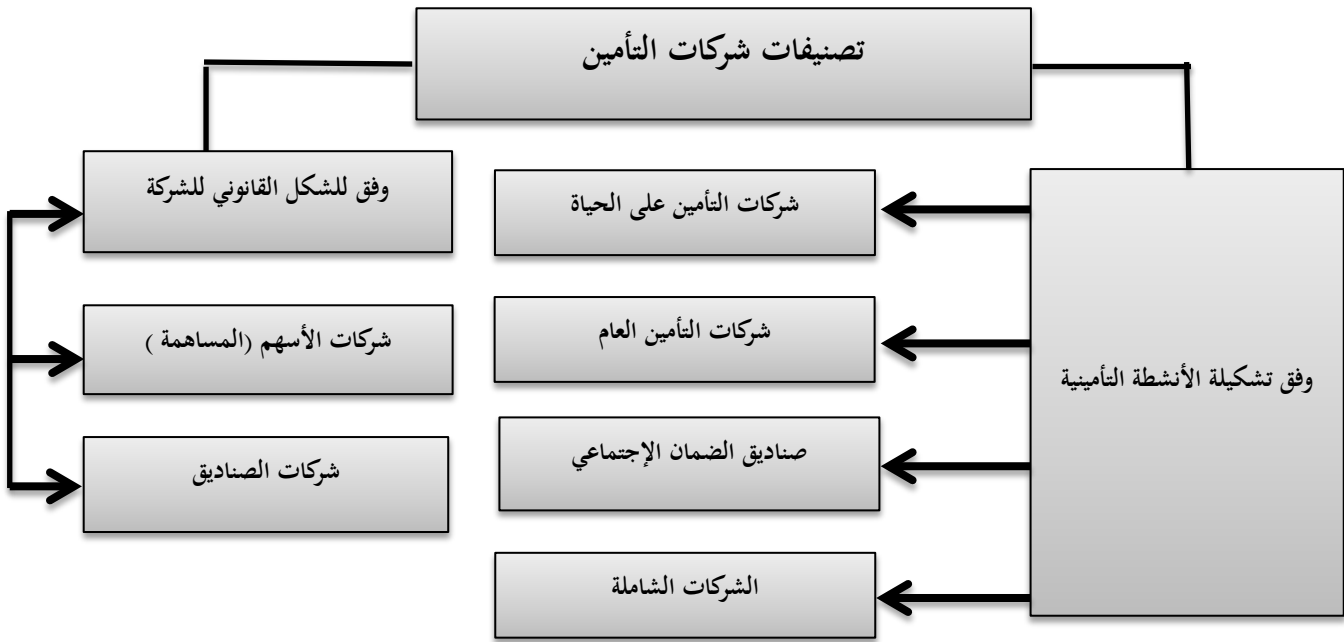 تصنيفات شركات التأمين
وفق تشكيلة الأنشطة التأمينية
شركات التأمين على الحياة
شركات التأمين العام
صناديق الضمان الإجتماعي
الشركات الشاملة
وفق للشكل القانوني للشركة
شركات الأسهم (المساهمة )
شركات الصناديق